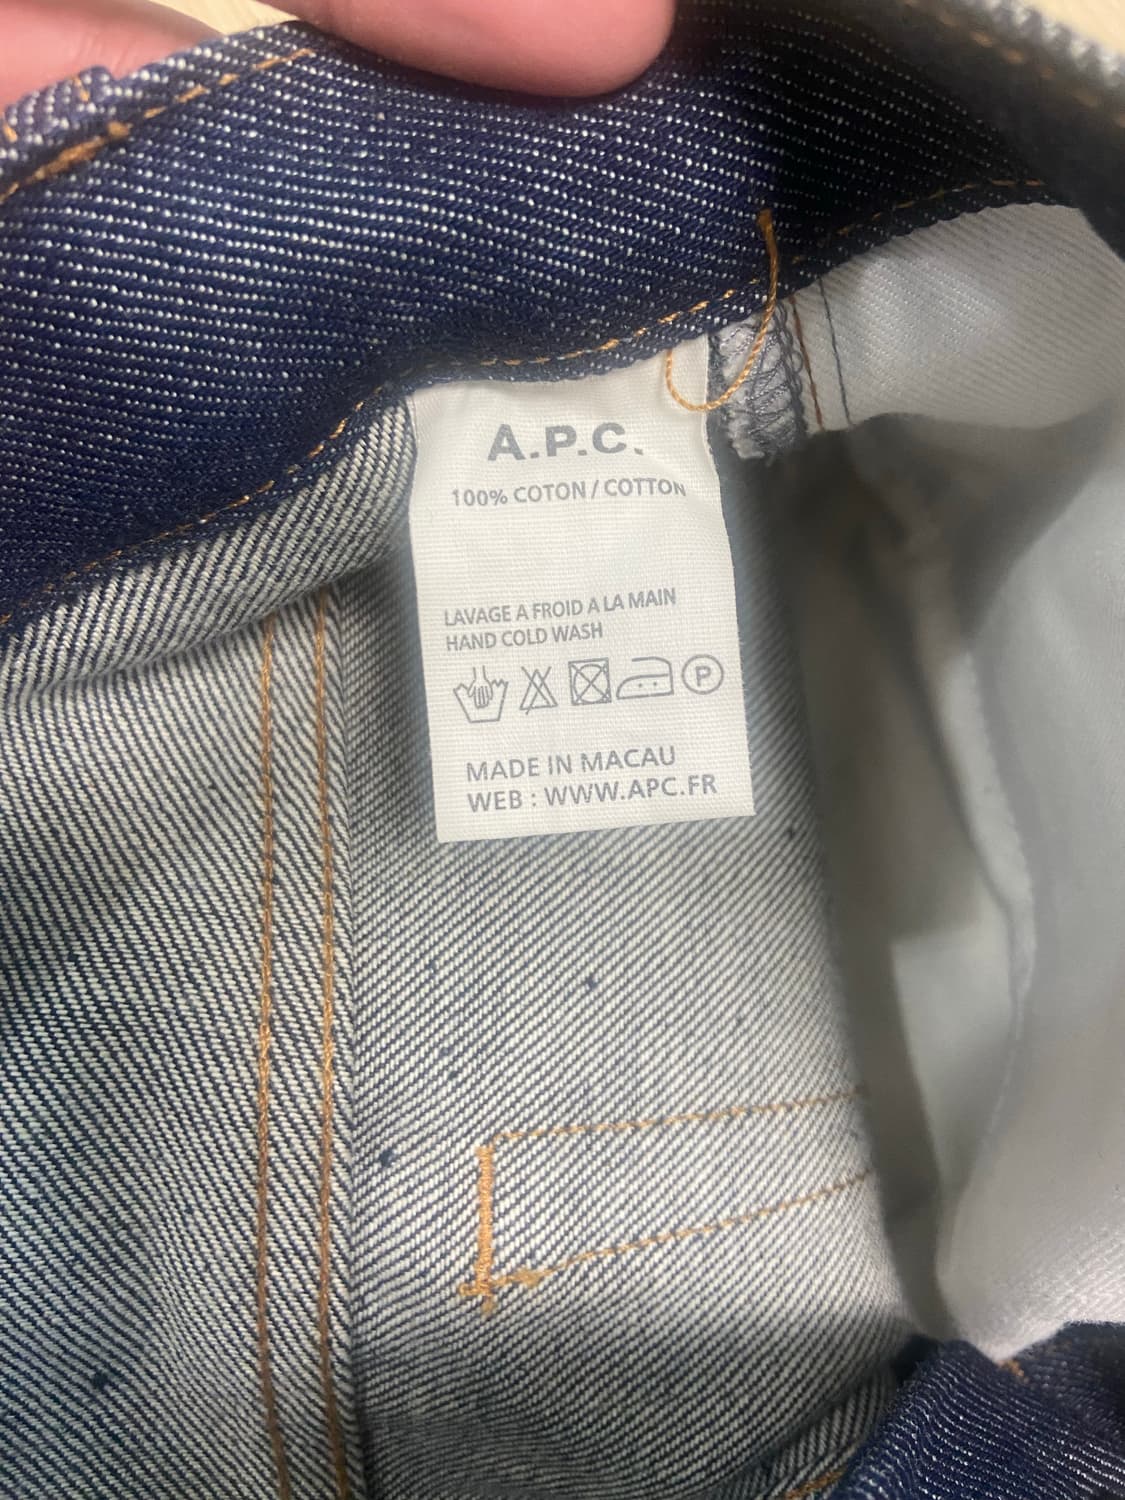 A.P.C.
100% COTON / COTTON
LAVAGE A FROID A LA MAIN
HAND COLD WASH
P
MADE IN MACAU
WEB : WWW.APC.FR